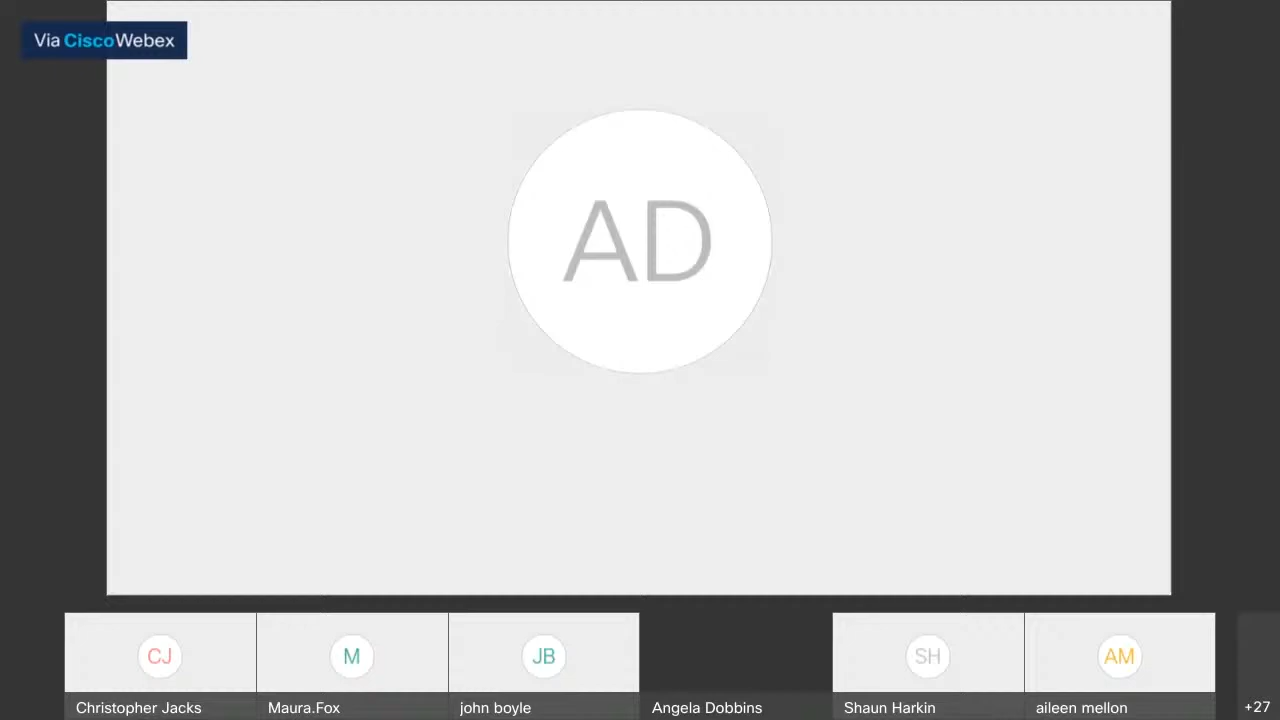 Via CiscoWebex
AD
CJ
M
JB
SH
AM
Christopher Jacks
Maura.Fox
john boyle
Angela Dobbins
Shaun Harkin
aileen mellon
+27